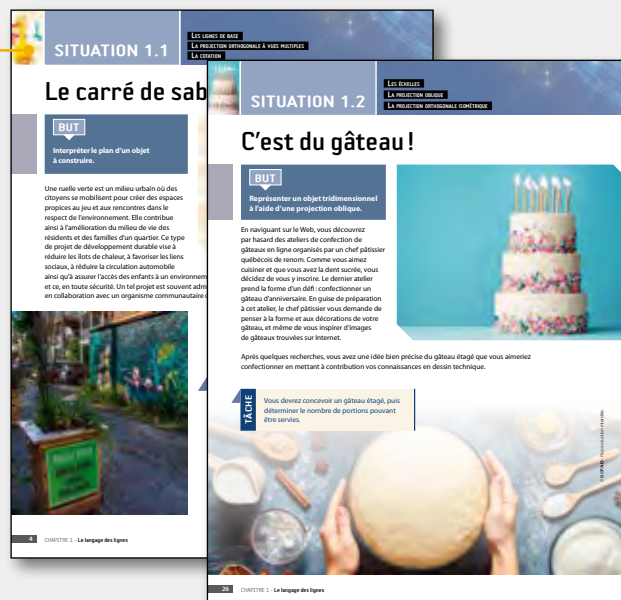 SITUATION 1.1
LES LIGNES DE BASE
LA PROJECTION ORTHOGONALE À VUES MULTIPLES
LA COTATION
Le carré de sab
BUT
Interpréter le plan d'un objet
à construire.
Une ruelle verte est un milieu urbain où des
citoyens se mobilisent pour créer des espaces
propices au jeu et aux rencontres dans le
respect de l'environnement. Elle contribue
ainsi à l'amélioration du milieu de vie des
résidents et des familles d'un quartier. Ce type
de projet de développement durable vise à
réduire les îlots de chaleur, à favoriser les liens
sociaux, à réduire la circulation automobile
ainsi qu'assurer l'accès des enfants à un environnem
et ce, en toute sécurité. Un tel projet est souvent adm
en collaboration avec un organisme communautaire
4 CHAPITRE 1 – Le langage des lignes
SITUATION 1.2
LES ÉCHELLES
LA PROJECTION OBLIQUE
LA PROJECTION ORTHOGONALE ISOMÉTRIQUE
C'est du gâteau !
BUT
Représenter un objet tridimensionnel
à l'aide d'une projection oblique.
En naviguant sur le Web, vous découvrez
par hasard des ateliers de confection de
gâteaux en ligne organisés par un chef pâtissier
québécois de renom. Comme vous aimez
cuisiner et que vous avez la dent sucrée, vous
décidez de vous y inscrire. Le dernier atelier
prend la forme d'un défi : confectionner un
gâteau d'anniversaire. En guise de préparation
à cet atelier, le chef pâtissier vous demande de
penser à la forme et aux décorations de votre
gâteau, et même de vous inspirer d'images
de gâteaux trouvées sur Internet.
Après quelques recherches, vous avez une idée bien précise du gâteau étagé que vous aimeriez
confectionner en mettant à contribution vos connaissances en dessin technique.
TÂCHE
Vous devrez concevoir un gâteau étagé, puis
déterminer le nombre de portions pouvant
être servies.
26 CHAPITRE 1 – Le langage des lignes